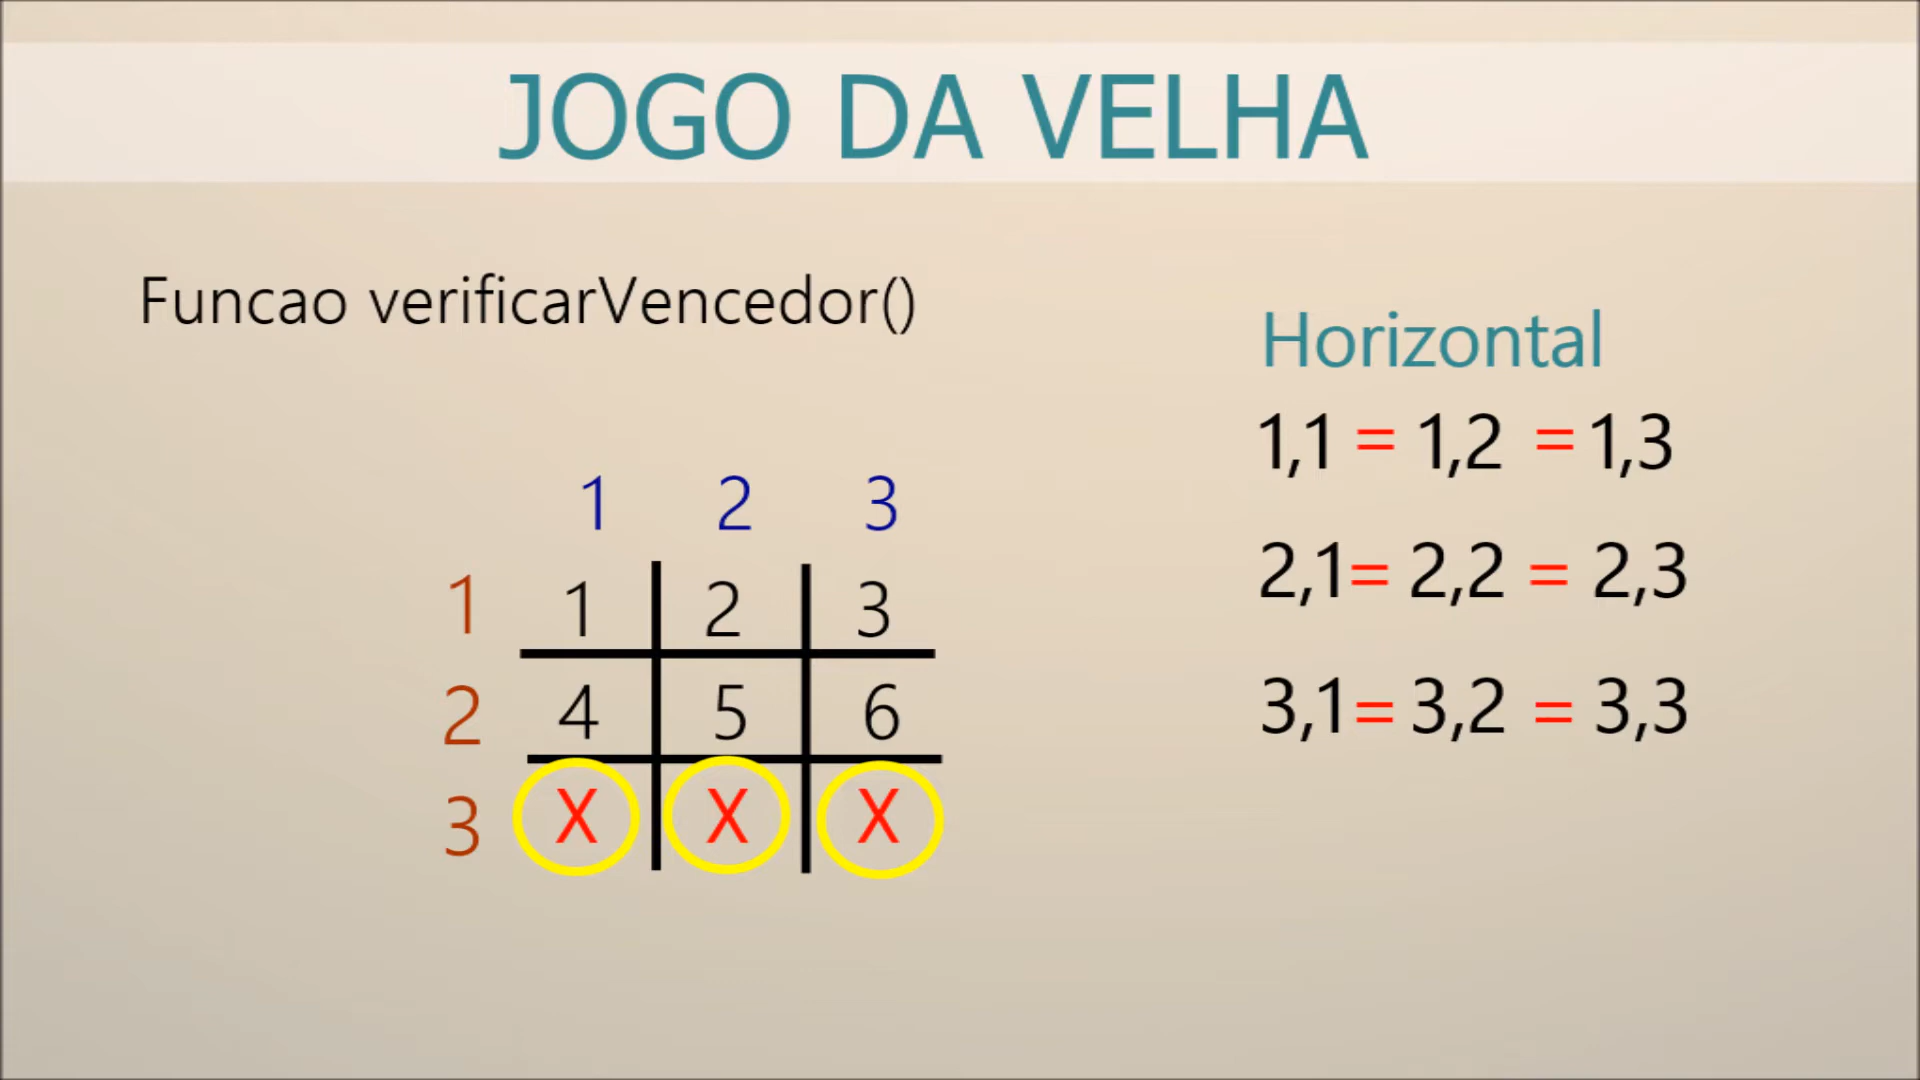 JOGO DA VELHA
Funcao verificarVencedor()
1 2 3
1 1 2 3
2 4 5 6
3 X X X
Horizontal
1,1 = 1,2 = 1,3
2,1 = 2,2 = 2,3
3,1 = 3,2 = 3,3